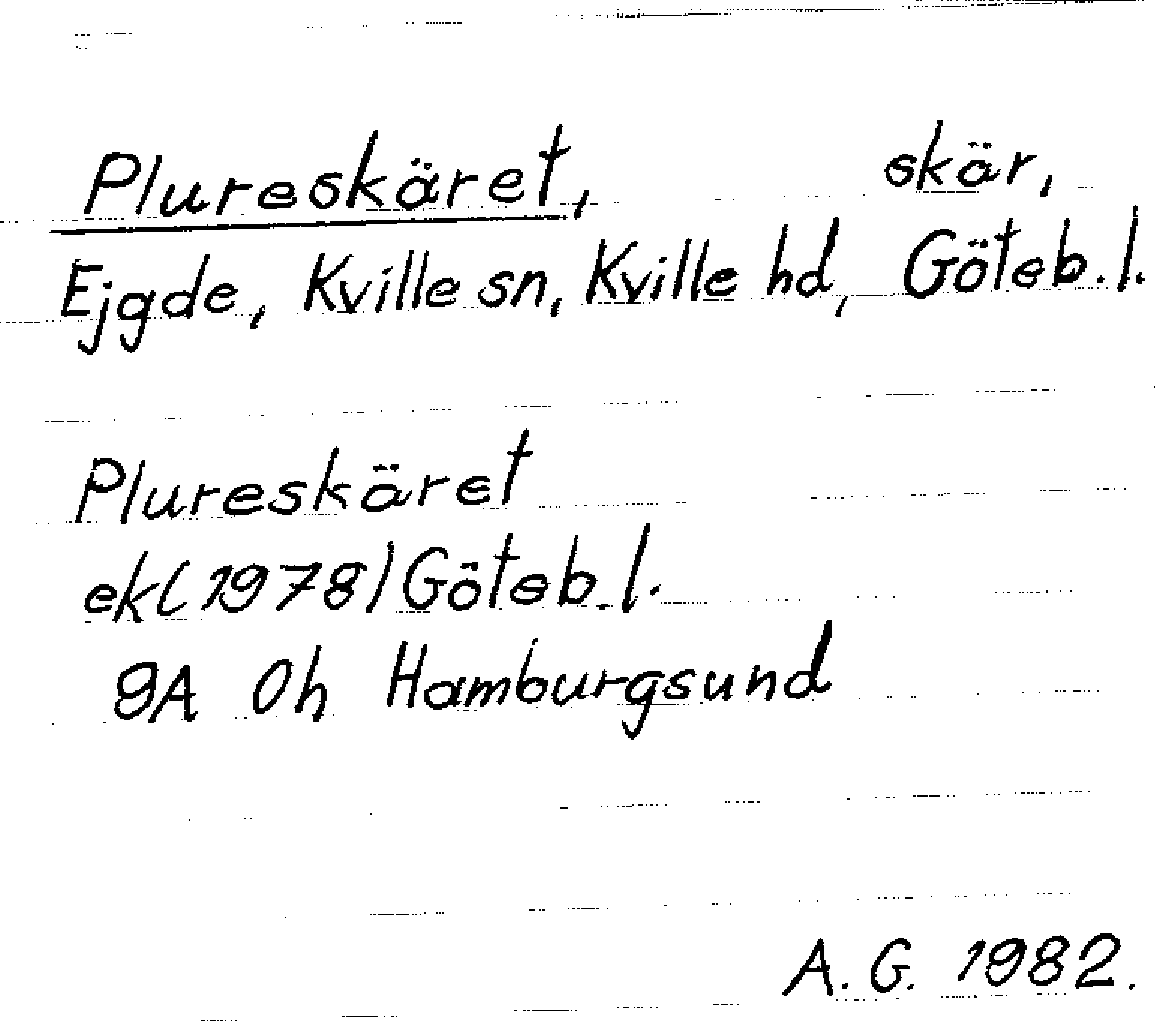 Plureskäret, skär,
Ejgde, Kville sn, Kville hd, Göteb. l.
Plureskäret
ek (1978) Göteb. l.
9A 0h Hamburgsund
A. G. 1982.